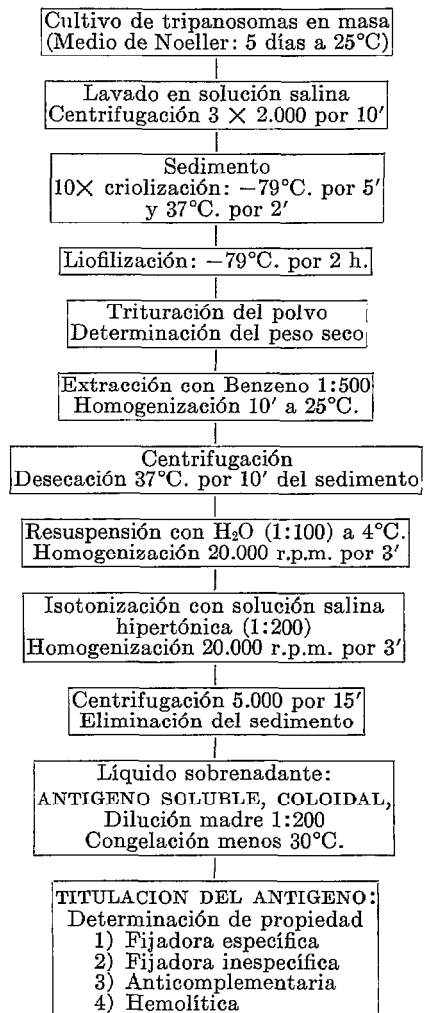 Cultivo de tripanosomas en masa
(Medio de Noeller: 5 días a 25°C)
Lavado en solución salina
Centrifugación 3 × 2.000 por 10′
Sedimento
10× criolización: −79°C. por 5′
y 37°C. por 2′
Liofilización: −79°C. por 2 h.
Trituración del polvo
Determinación del peso seco
Extracción con Benzeno 1:500
Homogenización 10′ a 25°C.
Centrifugación
Desecación 37°C. por 10′ del sedimento
Resuspensión con H₂O (1:100) a 4°C.
Homogenización 20.000 r.p.m. por 3′
Isotonización con solución salina
hipertónica (1:200)
Homogenización 20.000 r.p.m. por 3′
Centrifugación 5.000 por 15′
Eliminación del sedimento
Líquido sobrenadante:
ANTIGENO SOLUBLE, COLOIDAL,
Dilución madre 1:200
Congelación menos 30°C.
TITULACION DEL ANTIGENO:
Determinación de propiedad
1) Fijadora específica
2) Fijadora inespecífica
3) Anticomplementaria
4) Hemolítica